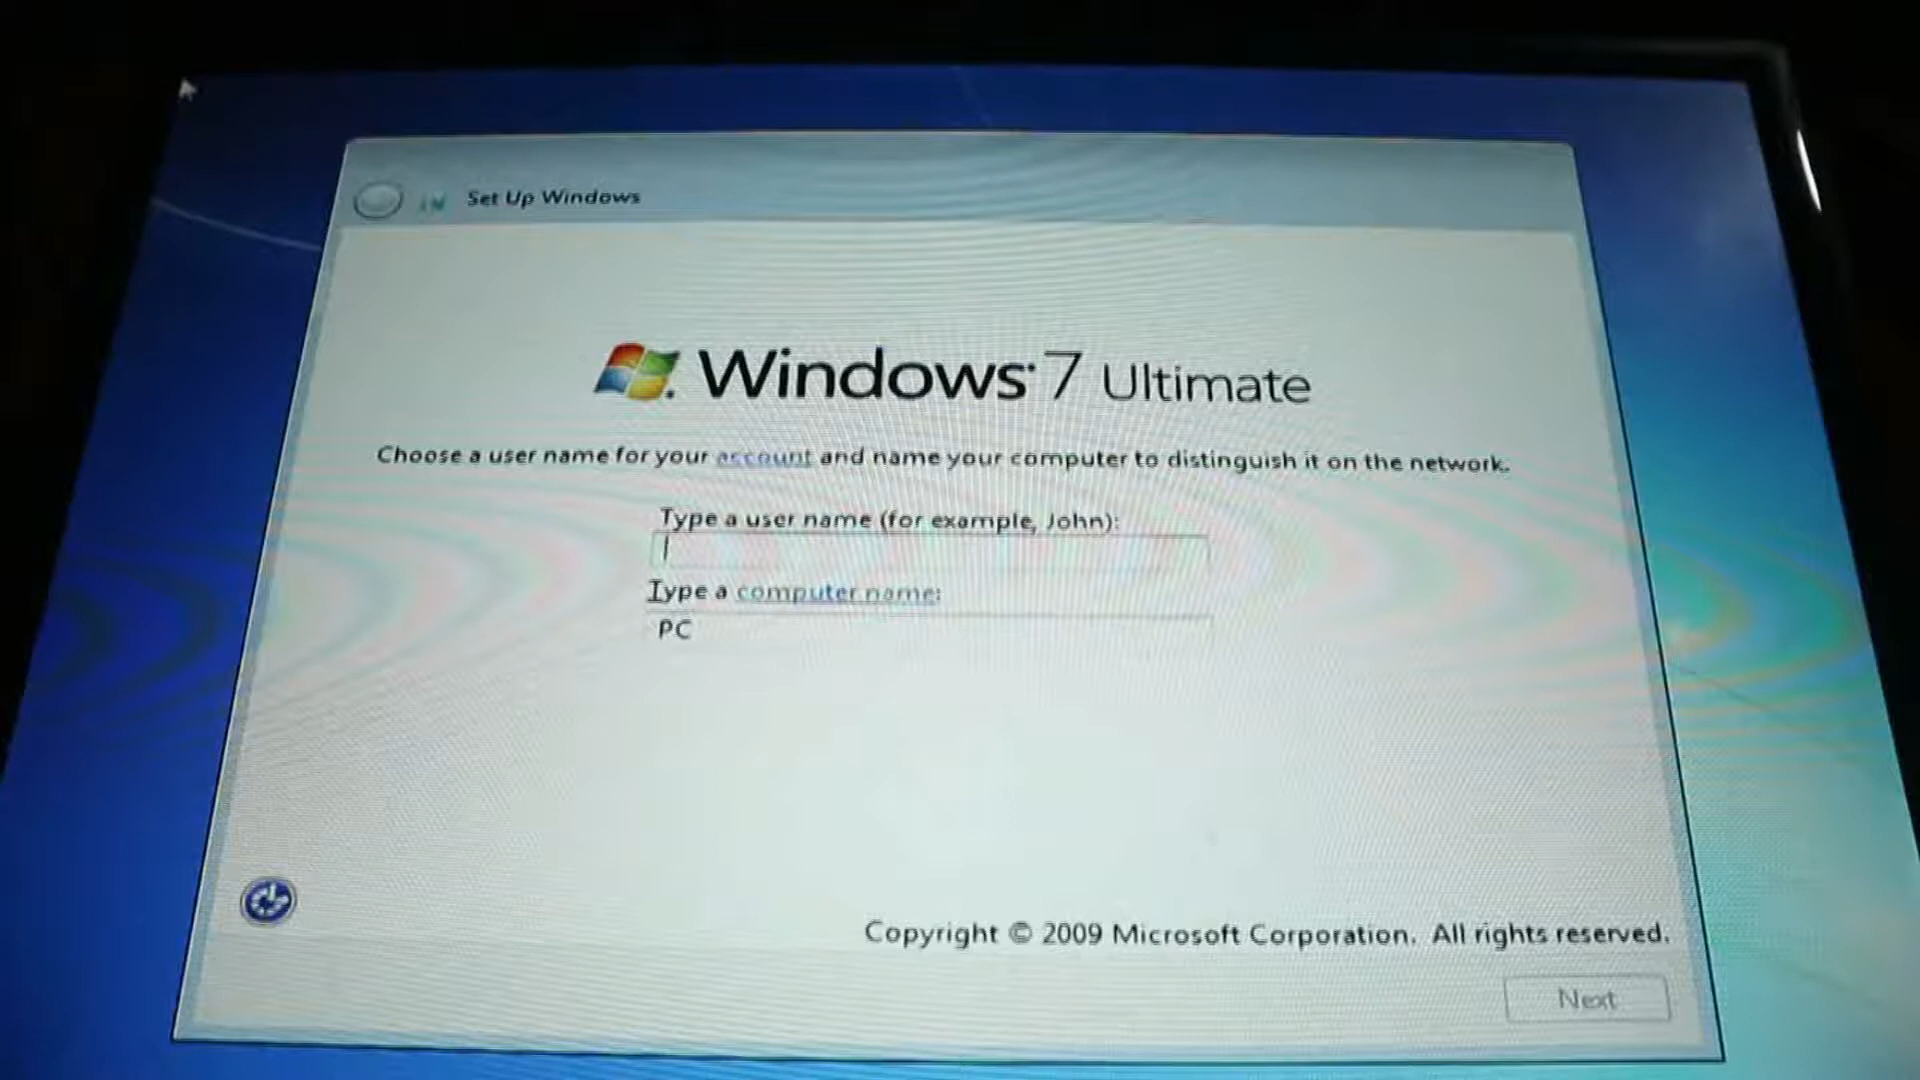 Set Up Windows
Windows 7 Ultimate
Choose a user name for your account and name your computer to distinguish it on the network.
Type a user name (for example, John):
Type a computer name:
PC
Copyright © 2009 Microsoft Corporation. All rights reserved.
Next